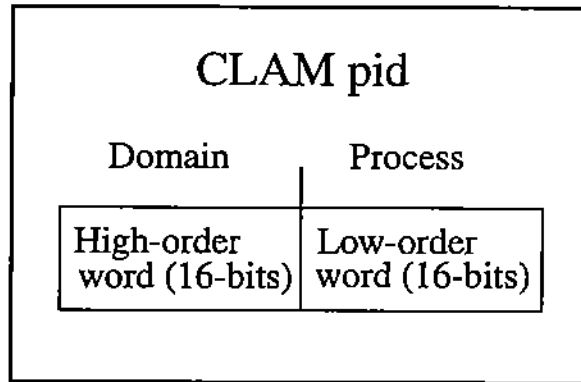 CLAM pid
Domain Process
High-order Low-order
word (16-bits) word (16-bits)